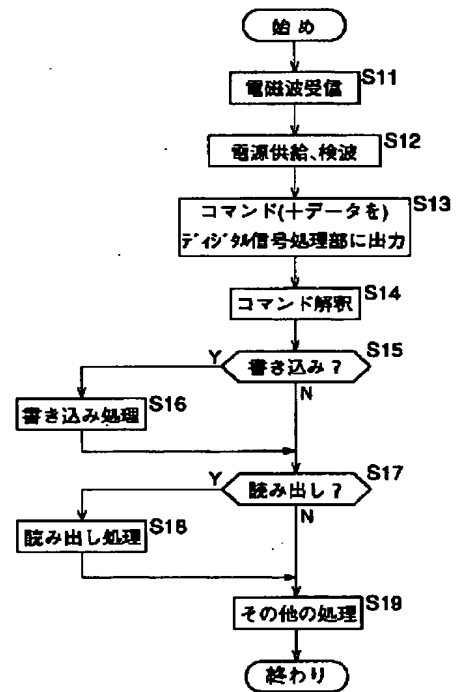 始め
電磁波受信 S11
電源供給、検波 S12
コマンド(+データを)
ディジタル信号処理部に出力 S13
コマンド解釈 S14
書き込み? S15
Y
N
書き込み処理 S16
読み出し? S17
Y
N
読み出し処理 S18
その他の処理 S19
終わり